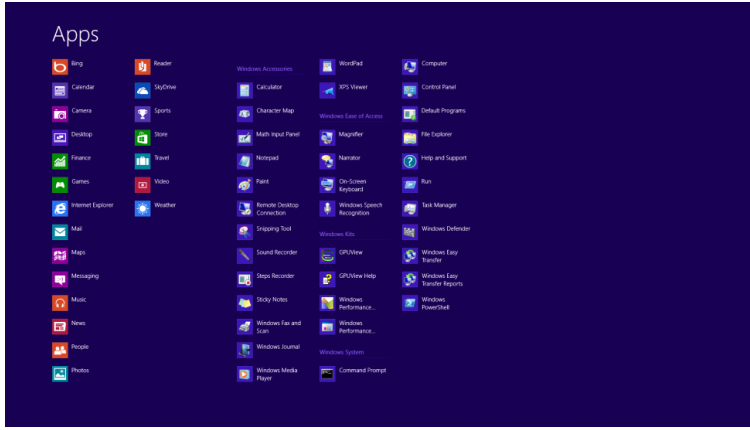 Apps
Bing
Calendar
Camera
Desktop
Finance
Games
Internet Explorer
Mail
Maps
Messaging
Music
News
People
Photos
Reader
SkyDrive
Sports
Store
Travel
Video
Weather
Windows Accessories
Calculator
Character Map
Math Input Panel
Notepad
Paint
Remote Desktop
Connection
Snipping Tool
Sound Recorder
Steps Recorder
Sticky Notes
Windows Fax and
Scan
Windows Journal
Windows Media
Player
WordPad
XPS Viewer
Windows Ease of Access
Magnifier
Narrator
On-Screen
Keyboard
Windows Speech
Recognition
Windows Kits
GPUView
GPUView Help
Windows
Performance...
Windows
Performance...
Windows System
Command Prompt
Computer
Control Panel
Default Programs
File Explorer
Help and Support
Run
Task Manager
Windows Defender
Windows Easy
Transfer
Windows Easy
Transfer Reports
Windows
PowerShell